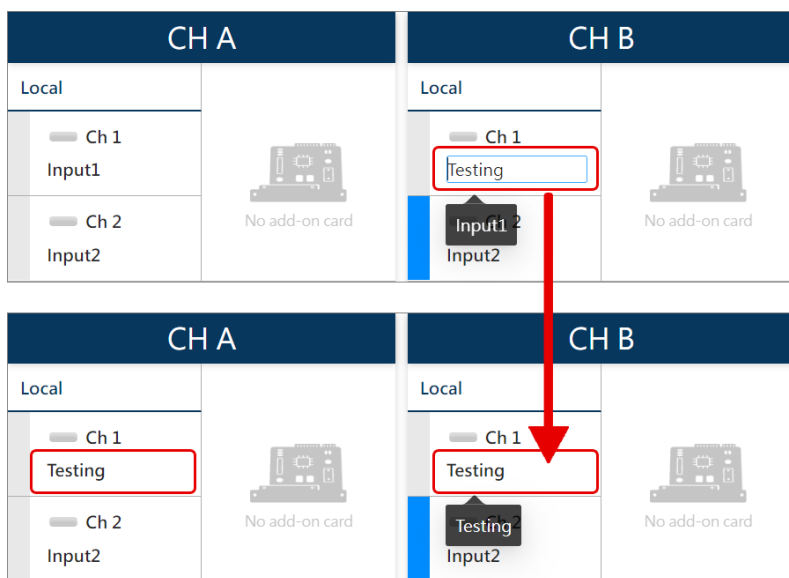 CH A
CH B
Local
Local
Ch 1
Input1
Ch 1
Testing
No add-on card
No add-on card
Ch 2
Input2
Input1
2
Input2
CH A
CH B
Local
Local
Ch 1
Testing
Ch 1
Testing
No add-on card
No add-on card
Ch 2
Input2
Testing
2
Input2